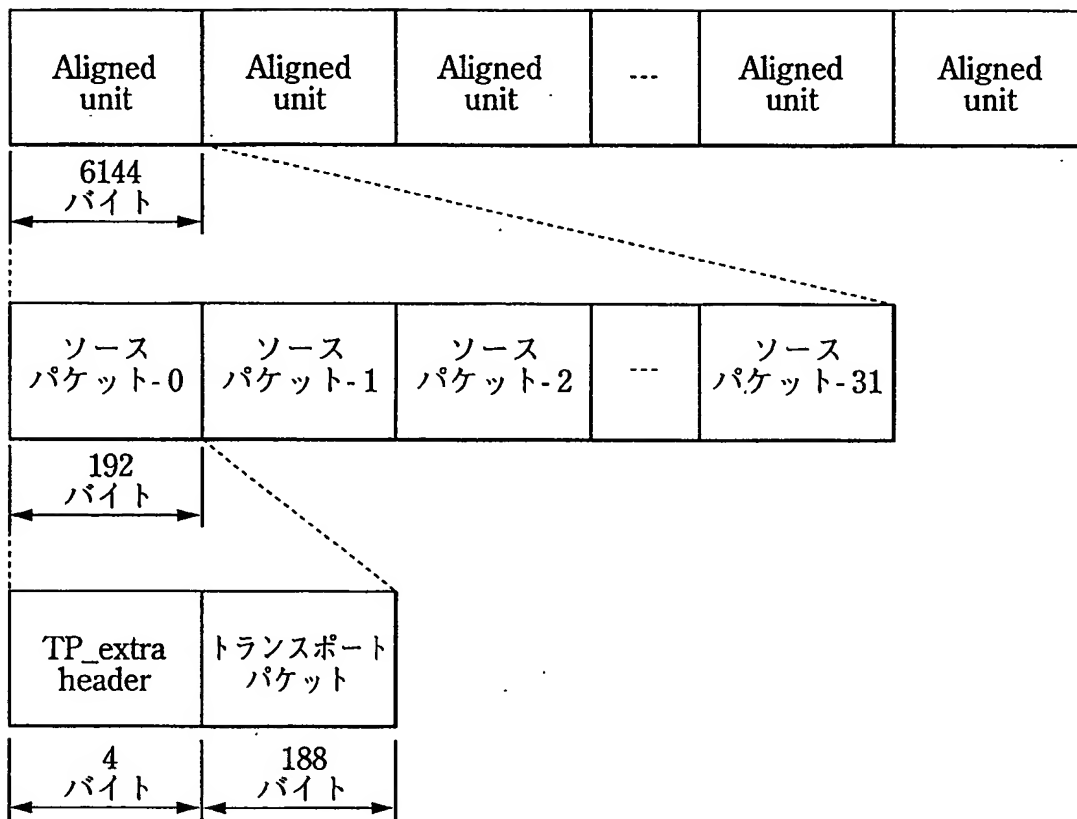 Aligned unit
Aligned unit
Aligned unit
---
Aligned unit
Aligned unit
6144
バイト
ソース
パケット-0
ソース
パケット-1
ソース
パケット-2
---
ソース
パケット-31
192
バイト
TP_extra
header
トランスポート
パケット
4
バイト
188
バイト